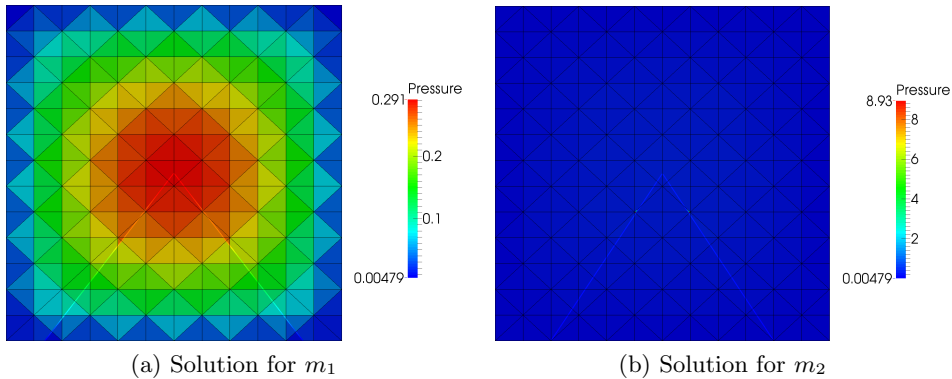 Pressure
0.291
0.2
0.1
0.00479
(a) Solution for m₁
Pressure
8.93
8
6
4
2
0.00479
(b) Solution for m₂